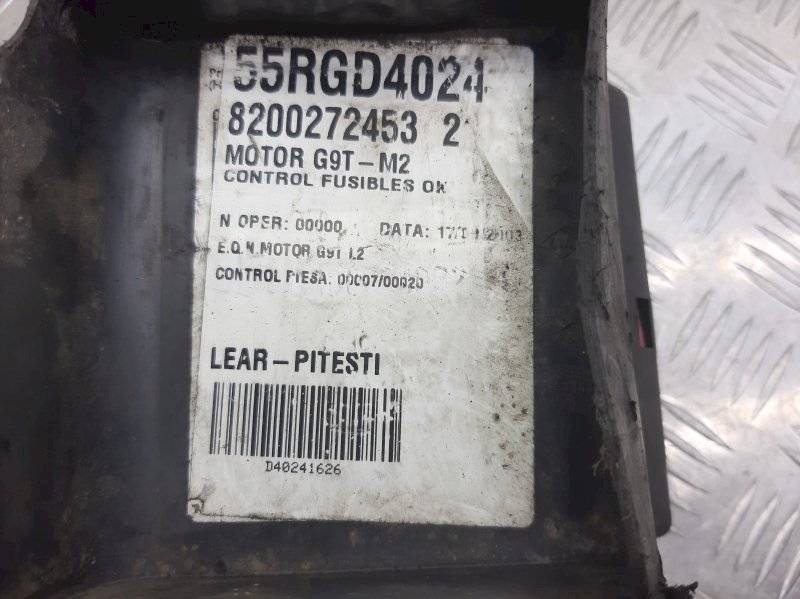 55RGD4024
8200272453 2
MOTOR G9T-M2
CONTROL FUSIBLES OK
N OPER: 00000 DATA:
E.Q.N.MOTOR G9T
CONTROL PIESA: 00007/00020
LEAR-PITESTI
D40241626